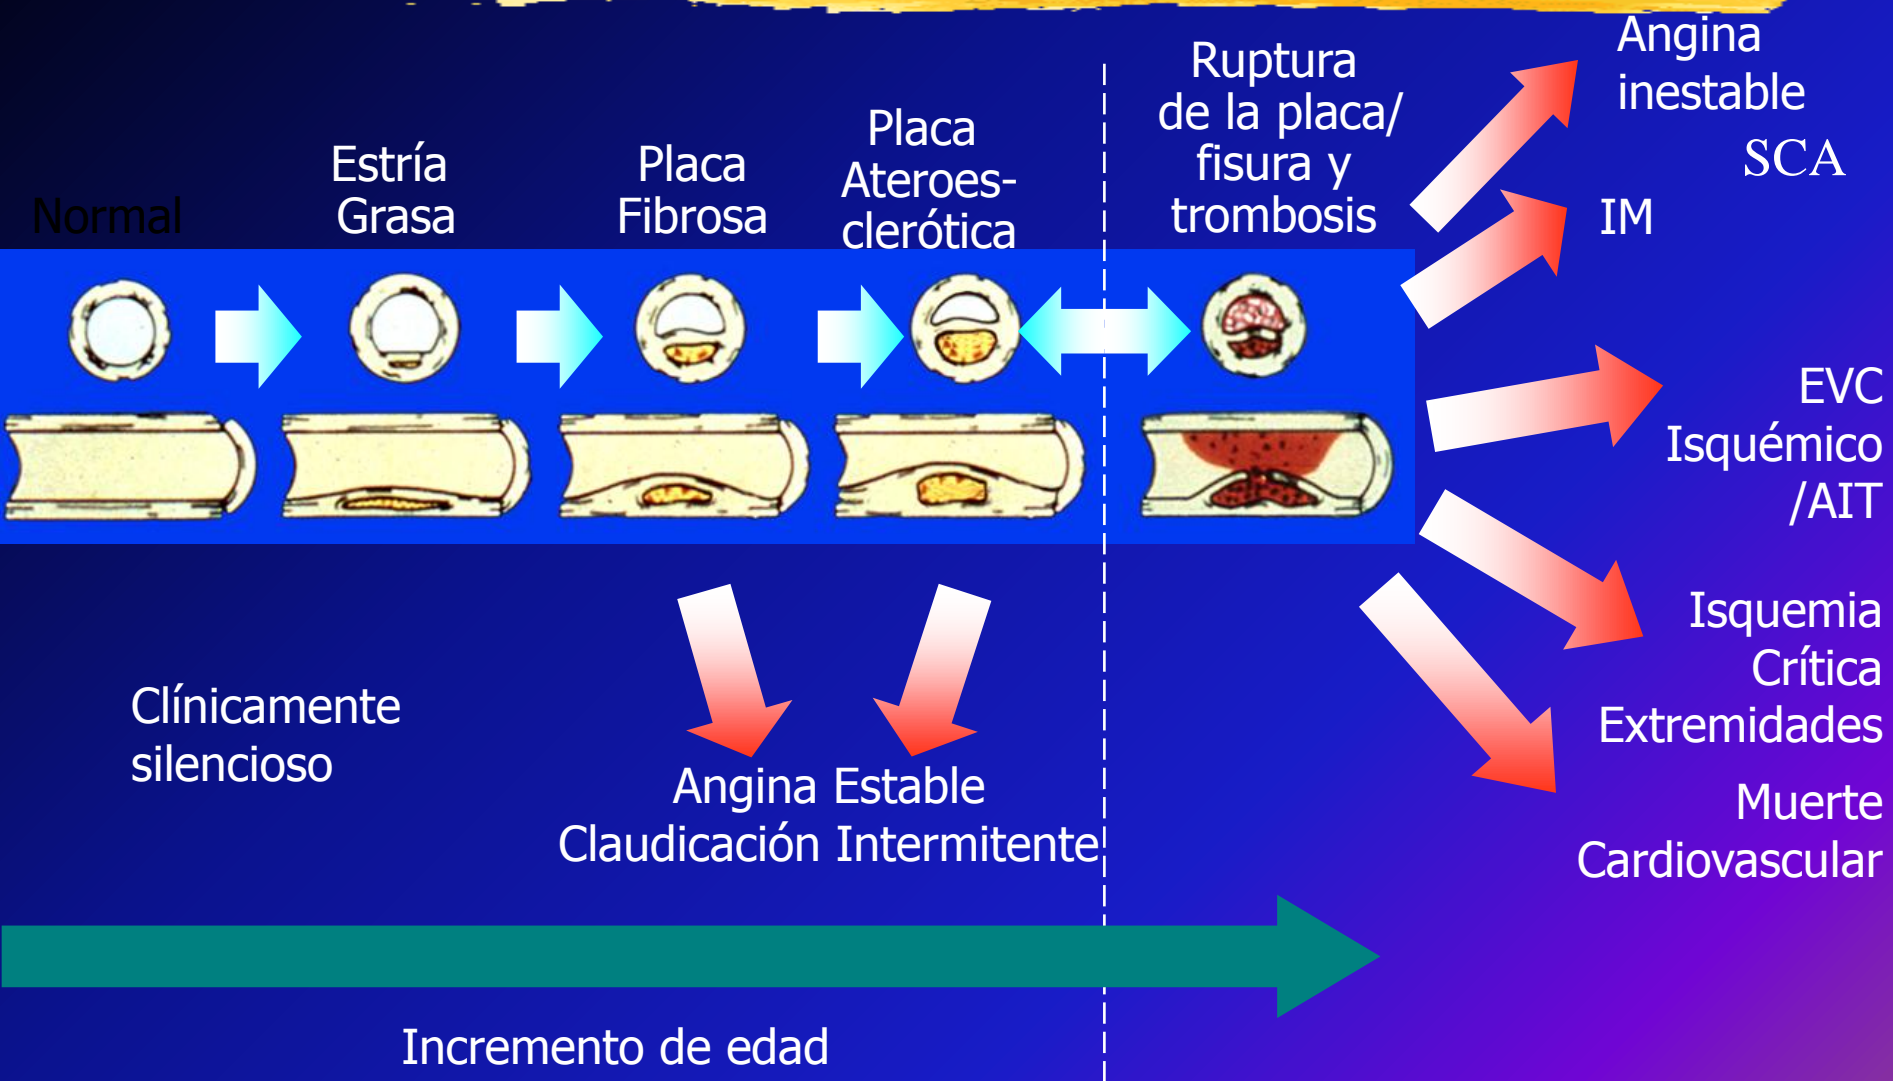 Normal
Estría
Grasa
Placa
Fibrosa
Placa
Ateroes-
clerótica
Ruptura
de la placa/
fisura y
trombosis
Angina
inestable
SCA
IM
EVC
Isquémico
/AIT
Isquemia
Crítica
Extremidades
Muerte
Cardiovascular
Clínicamente
silencioso
Angina Estable
Claudicación Intermitente
Incremento de edad